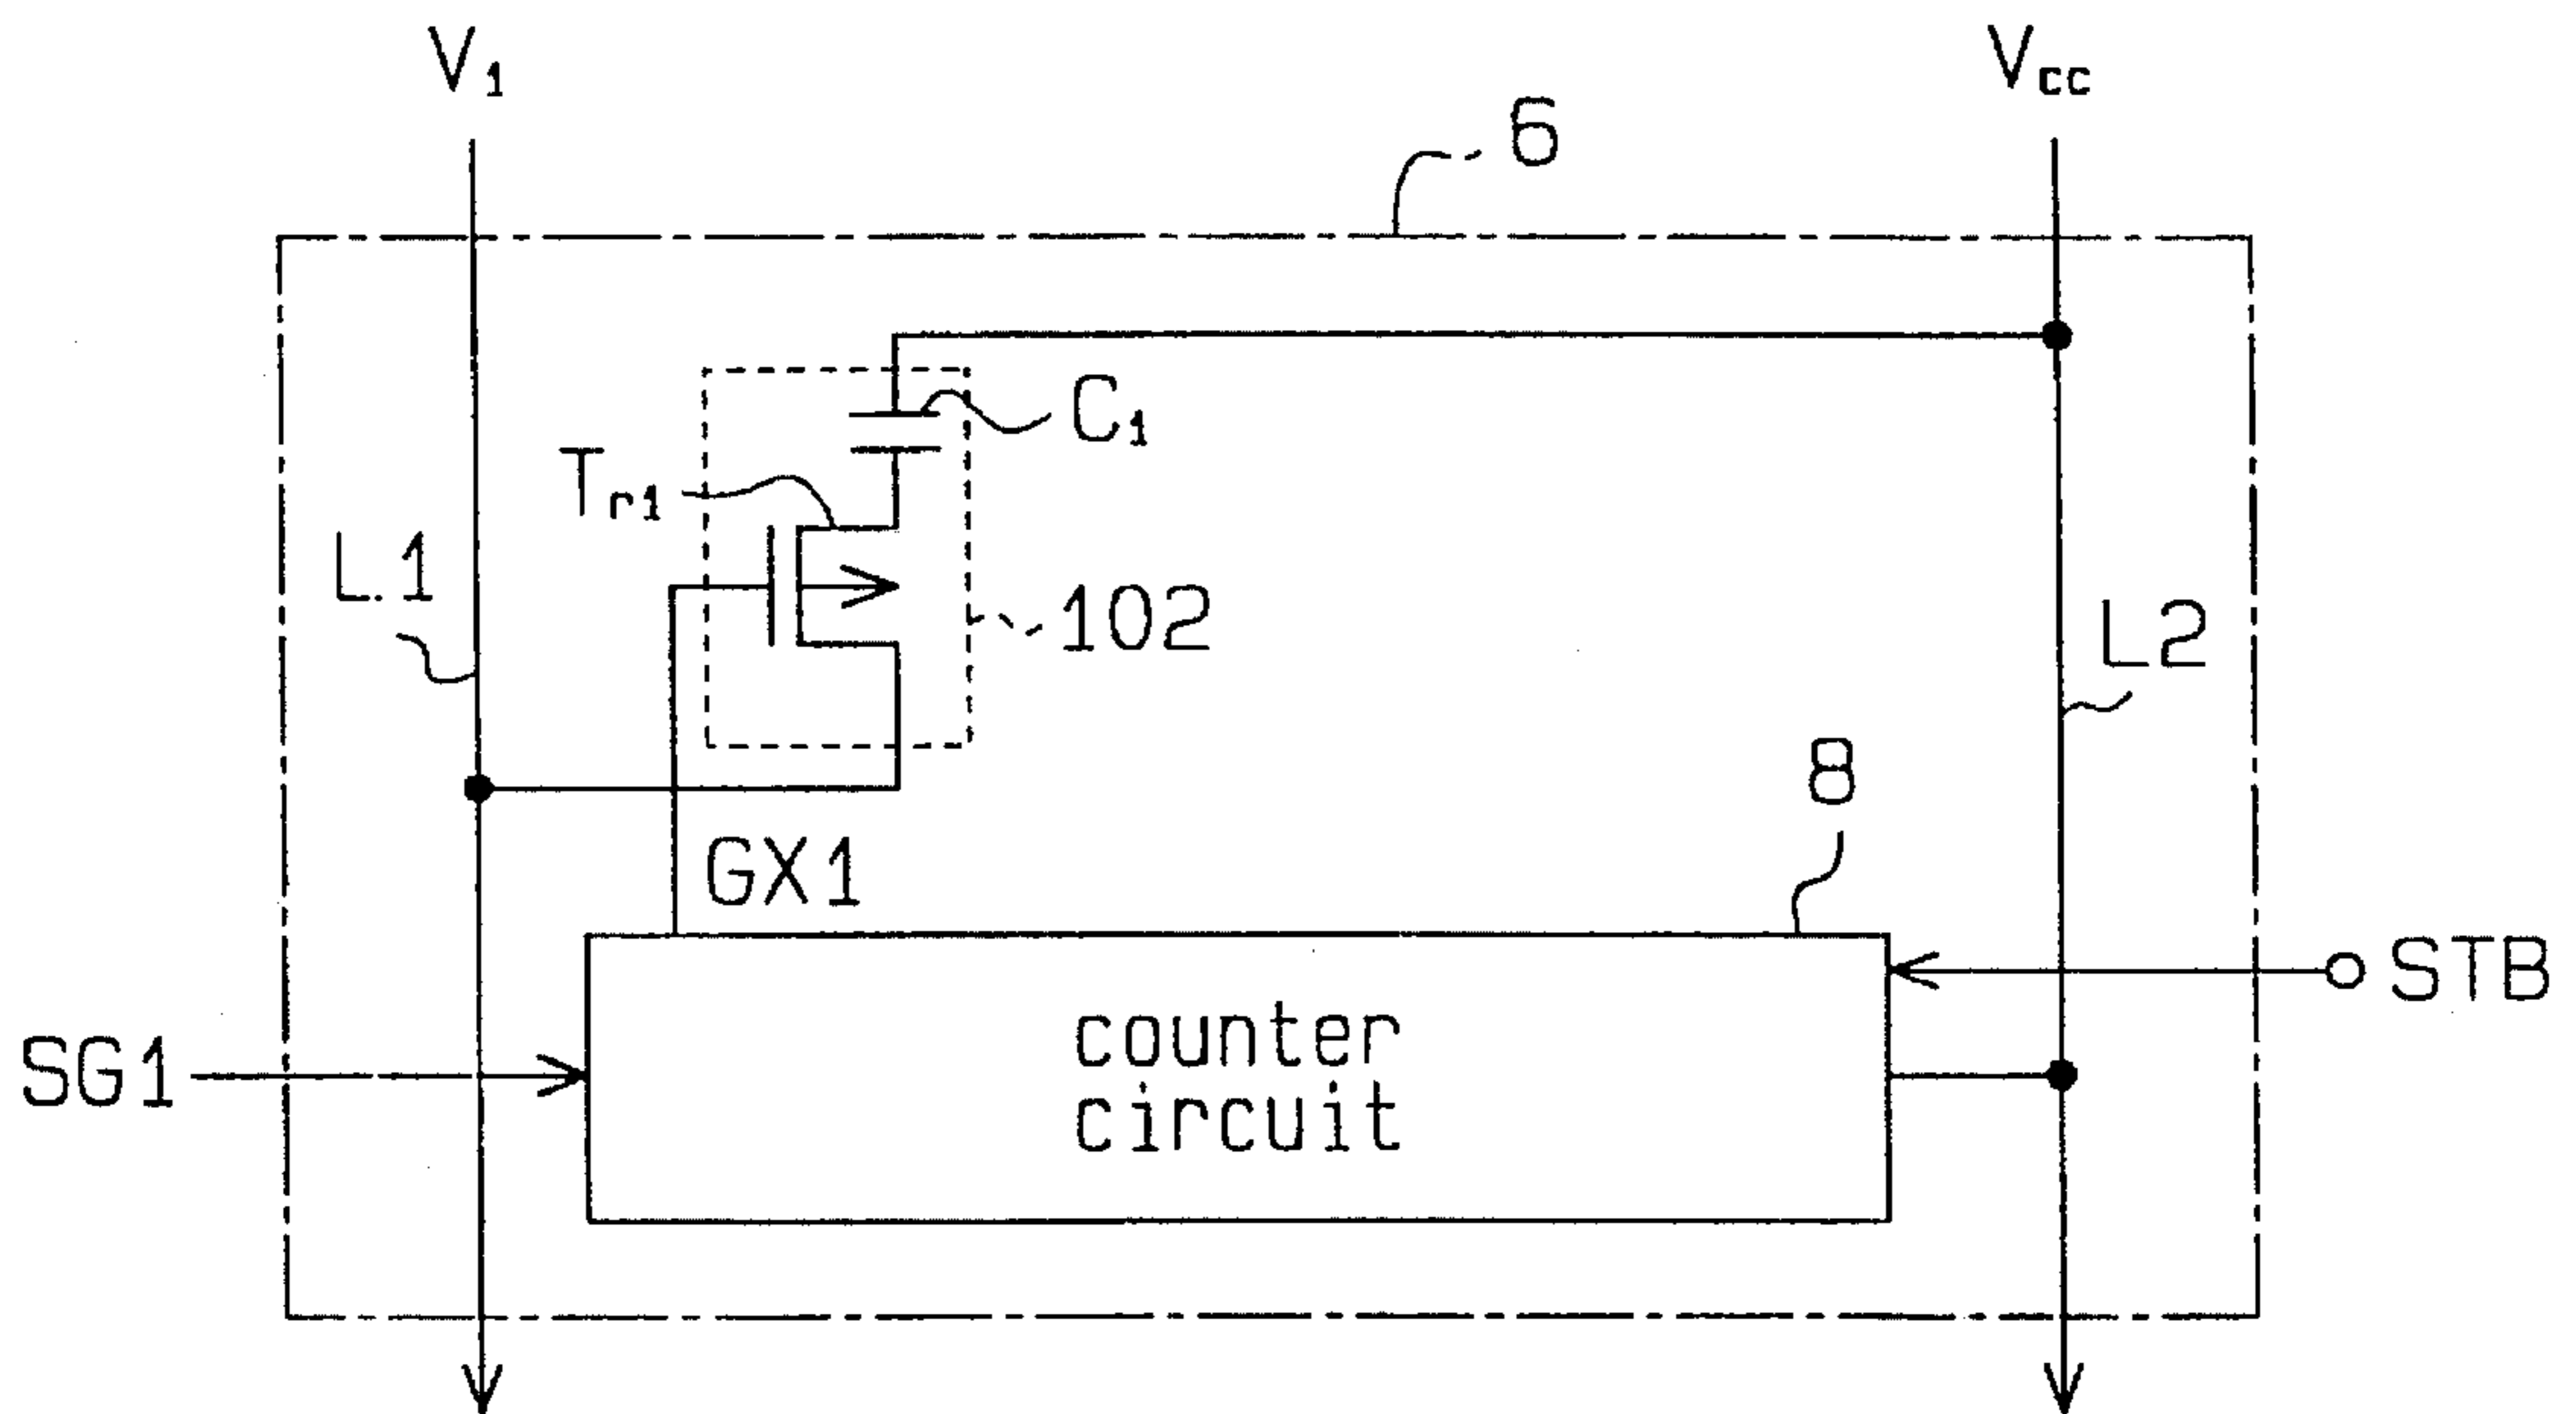 V1
Vcc
6
C1
Tr1
L1
102
L2
8
GX1
STB
SG1
counter
circuit